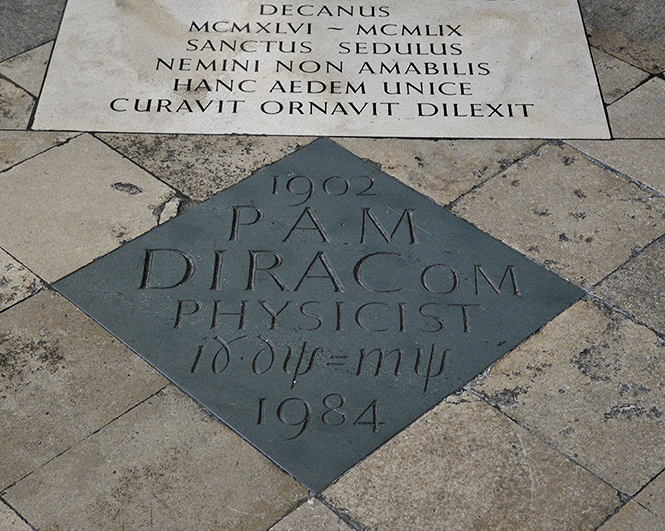 DECANUS
MCMXLVI ~ MCMLIX
SANCTUS SEDULUS
NEMINI NON AMABILIS
HANC AEDEM UNICE
CURAVIT ORNAVIT DILEXIT
1902
P·A·M
DIRAC O·M
PHYSICIST
iγ·∂ψ=mψ
1984